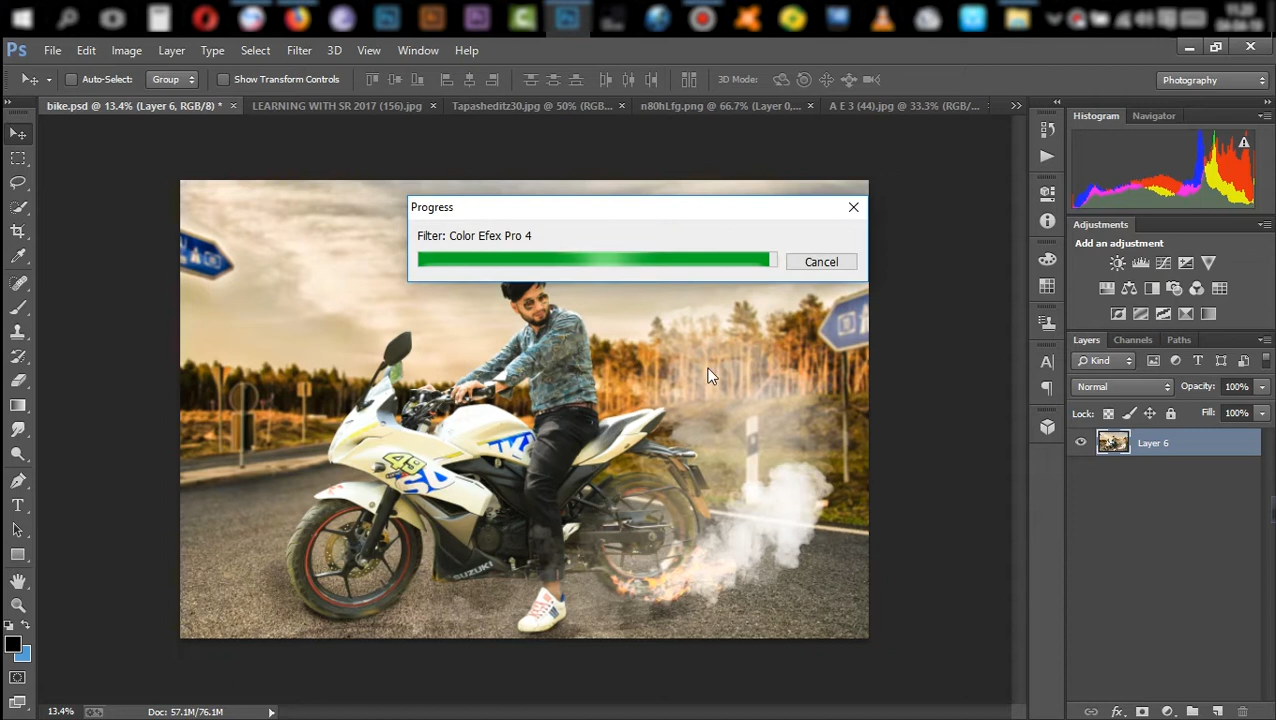 Ps File Edit Image Layer Type Select Filter 3D View Window Help
Auto-Select: Group Show Transform Controls 3D Mode: Photography
bike.psd @ 13.4% (Layer 6, RGB/8) * LEARNING WITH SR 2017 (156).jpg Tapasheditz30.jpg @ 50% (RGB... n80hLfg.png @ 66.7% (Layer 0,... A E 3 (44).jpg @ 33.3% (RGB/...
Histogram Navigator
Progress
Filter: Color Efex Pro 4
Cancel
Adjustments
Add an adjustment
Layers Channels Paths
Kind
Normal Opacity: 100%
Lock: Fill: 100%
Layer 6
49
SUZUKI
13.4% Doc: 57.1M/76.1M